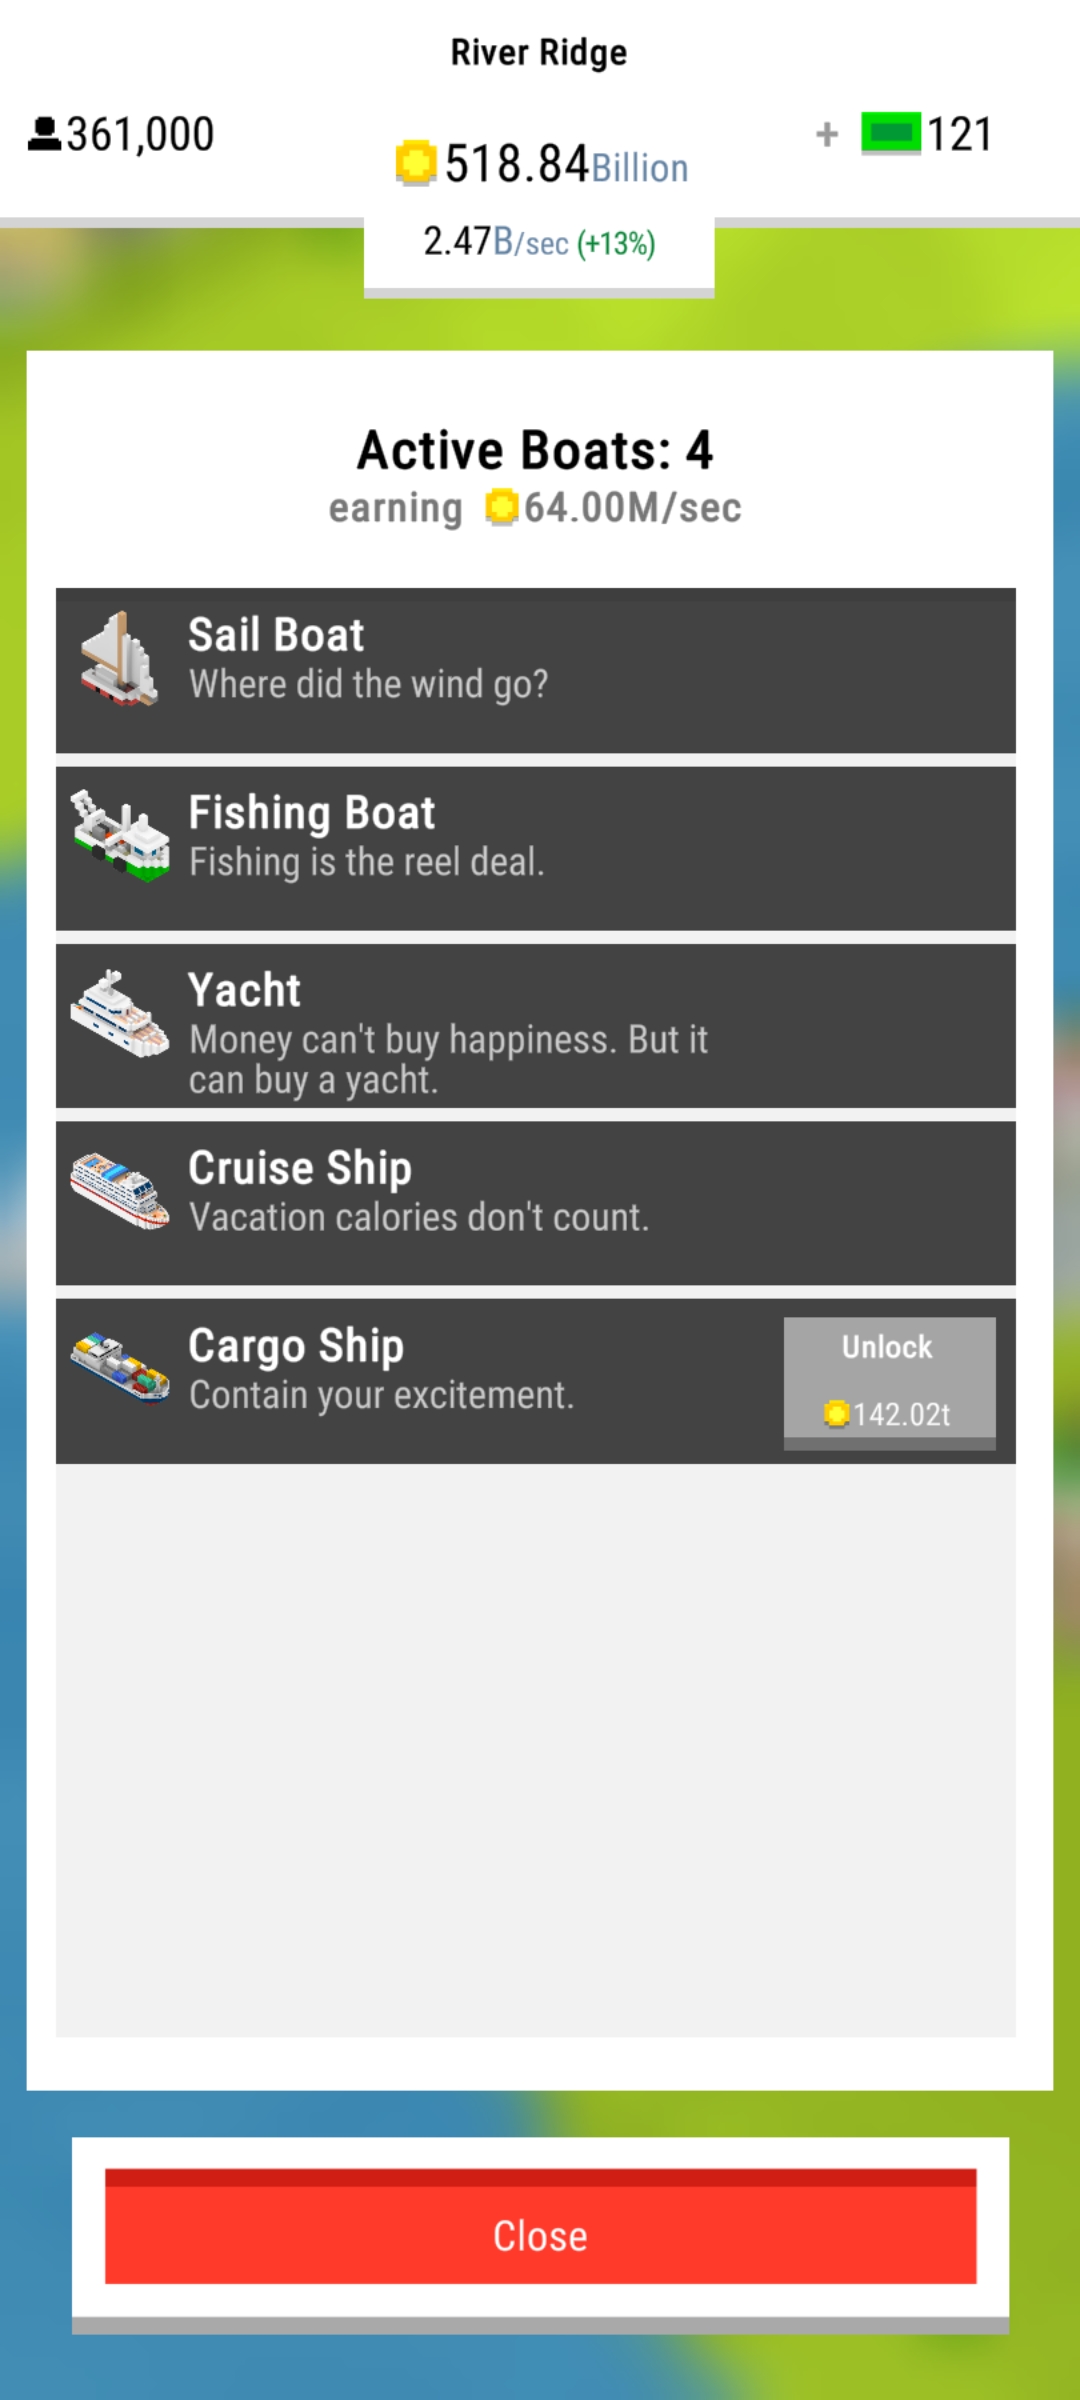 River Ridge
361,000
518.84Billion
+ 121
2.47B/sec (+13%)
Active Boats: 4
earning 64.00M/sec
Sail Boat
Where did the wind go?
Fishing Boat
Fishing is the reel deal.
Yacht
Money can't buy happiness. But it
can buy a yacht.
Cruise Ship
Vacation calories don't count.
Cargo Ship
Contain your excitement.
Unlock
142.02t
Close